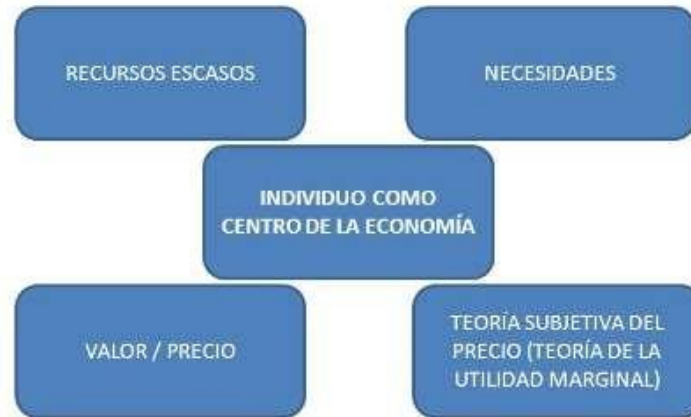 RECURSOS ESCASOS
NECESIDADES
INDIVIDUO COMO
CENTRO DE LA ECONOMÍA
VALOR / PRECIO
TEORÍA SUBJETIVA DEL
PRECIO (TEORÍA DE LA
UTILIDAD MARGINAL)